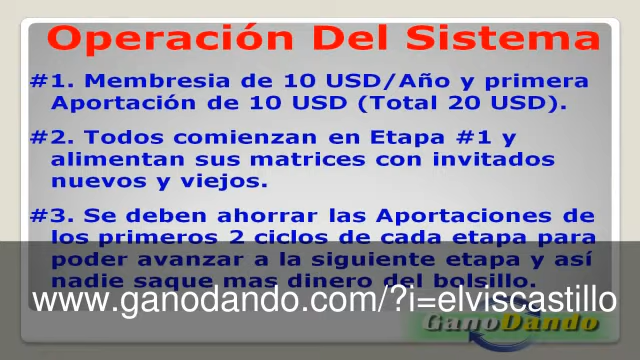 Operación Del Sistema
#1. Membresia de 10 USD/Año y primera
Aportación de 10 USD (Total 20 USD).
#2. Todos comienzan en Etapa #1 y
alimentan sus matrices con invitados
nuevos y viejos.
#3. Se deben ahorrar las Aportaciones de
los primeros 2 ciclos de cada etapa para
poder avanzar a la siguiente etapa y así
nadie saque mas dinero del bolsillo.
www.ganodando.com/?i=elviscastillo
GanoDando